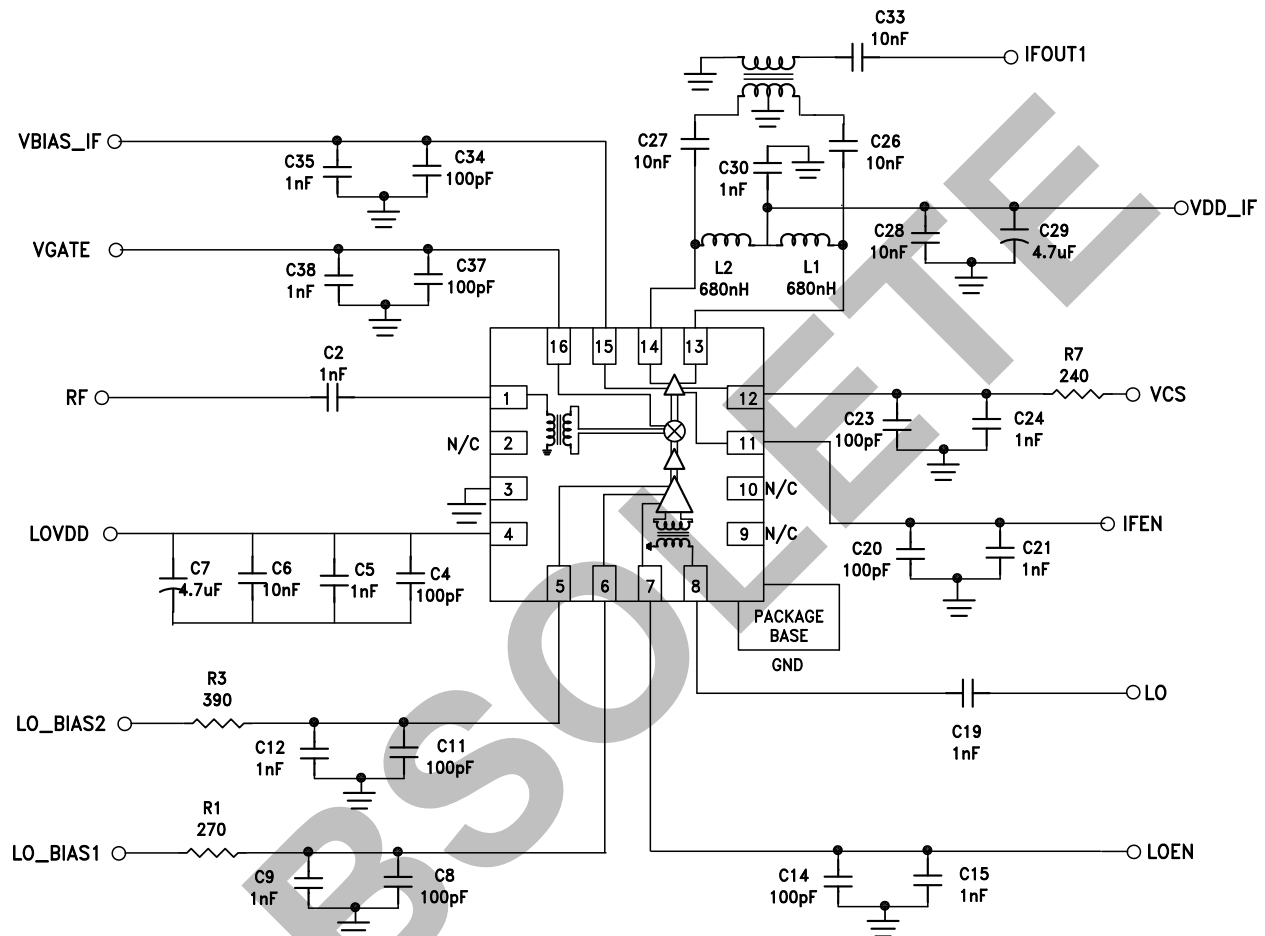 C33
10nF
IFOUT1
VBIAS_IF
C35
1nF
C34
100pF
C27
10nF
C30
1nF
C26
10nF
VDD_IF
C28
10nF
C29
4.7uF
L2
680nH
L1
680nH
VGATE
C38
1nF
C37
100pF
16
15
14
13
C2
1nF
RF
1
12
R7
240
VCS
C23
100pF
C24
1nF
N/C
2
11
3
10
N/C
LOVDD
4
9
N/C
IFEN
C20
100pF
C21
1nF
C7
4.7uF
C6
10nF
C5
1nF
C4
100pF
5
6
7
8
PACKAGE
BASE
GND
R3
390
LO_BIAS2
C12
1nF
C11
100pF
LO
C19
1nF
R1
270
LO_BIAS1
C9
1nF
C8
100pF
LOEN
C14
100pF
C15
1nF
BSOLETE